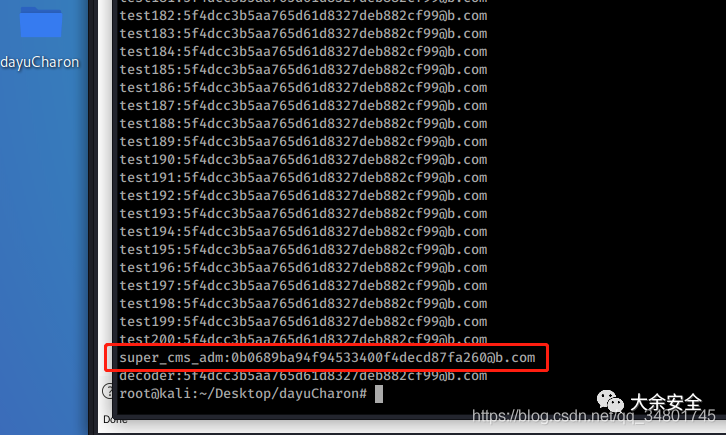 dayuCharon
test182:5f4dcc3b5aa765d61d8327deb882cf99@b.com
test183:5f4dcc3b5aa765d61d8327deb882cf99@b.com
test184:5f4dcc3b5aa765d61d8327deb882cf99@b.com
test185:5f4dcc3b5aa765d61d8327deb882cf99@b.com
test186:5f4dcc3b5aa765d61d8327deb882cf99@b.com
test187:5f4dcc3b5aa765d61d8327deb882cf99@b.com
test188:5f4dcc3b5aa765d61d8327deb882cf99@b.com
test189:5f4dcc3b5aa765d61d8327deb882cf99@b.com
test190:5f4dcc3b5aa765d61d8327deb882cf99@b.com
test191:5f4dcc3b5aa765d61d8327deb882cf99@b.com
test192:5f4dcc3b5aa765d61d8327deb882cf99@b.com
test193:5f4dcc3b5aa765d61d8327deb882cf99@b.com
test194:5f4dcc3b5aa765d61d8327deb882cf99@b.com
test195:5f4dcc3b5aa765d61d8327deb882cf99@b.com
test196:5f4dcc3b5aa765d61d8327deb882cf99@b.com
test197:5f4dcc3b5aa765d61d8327deb882cf99@b.com
test198:5f4dcc3b5aa765d61d8327deb882cf99@b.com
test199:5f4dcc3b5aa765d61d8327deb882cf99@b.com
test200:5f4dcc3b5aa765d61d8327deb882cf99@b.com
super_cms_adm:0b0689ba94f94533400f4decd87fa260@b.com
decoder:5f4dcc3b5aa765d61d8327deb882cf99@b.com
root@kali:~/Desktop/dayuCharon#
Done
大余安全
https://blog.csdn.net/qq_34801745